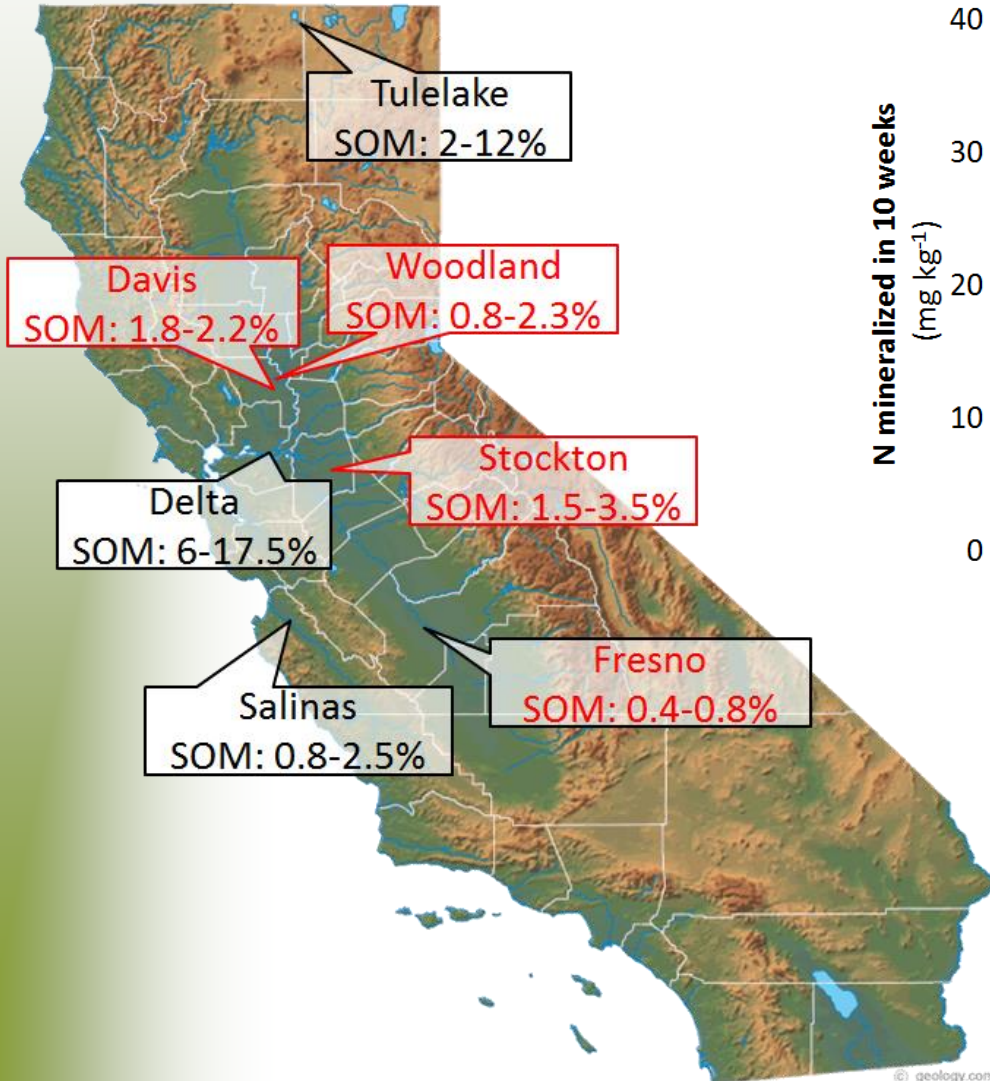 Tulelake
SOM: 2-12%
Davis
SOM: 1.8-2.2%
Woodland
SOM: 0.8-2.3%
Stockton
SOM: 1.5-3.5%
Delta
SOM: 6-17.5%
Fresno
SOM: 0.4-0.8%
Salinas
SOM: 0.8-2.5%
N mineralized in 10 weeks
(mg kg⁻¹)
40
30
20
10
0
© geology.com